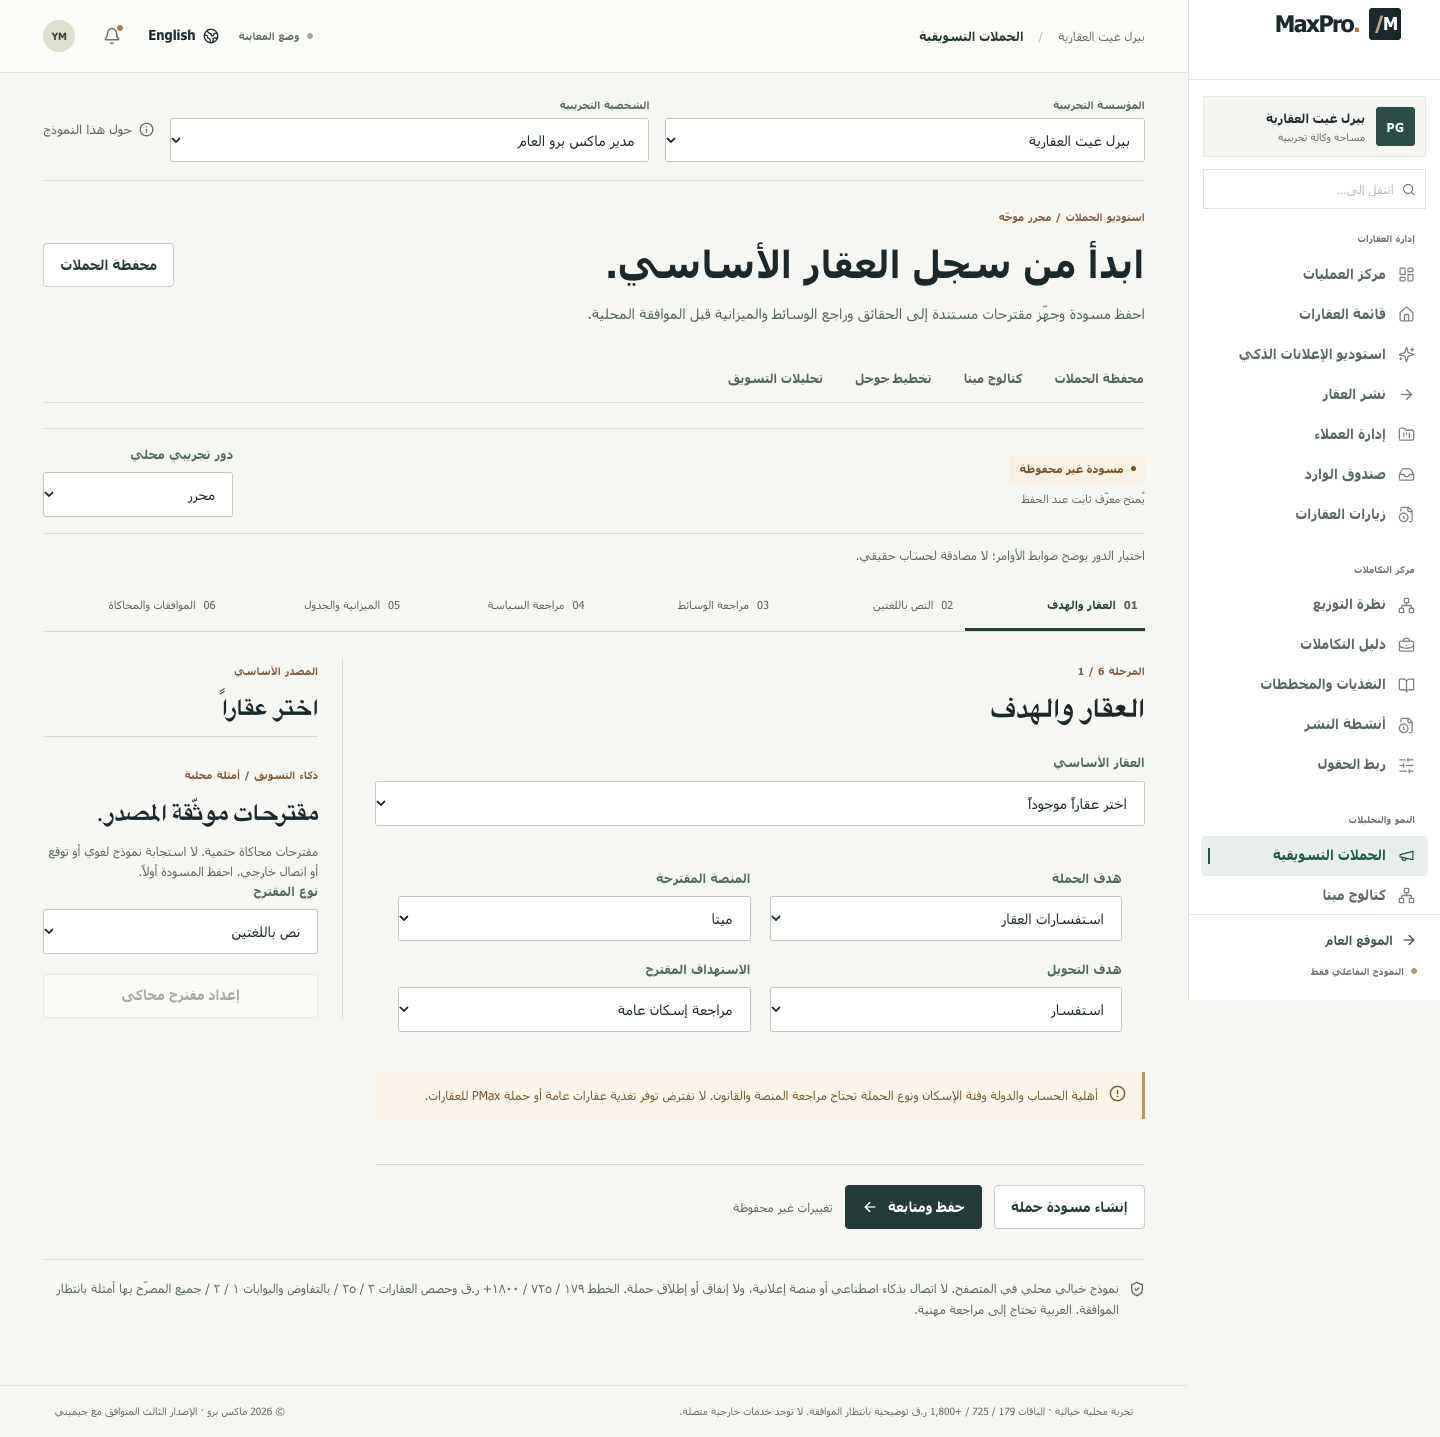 MaxPro.
/M
PG
بيرل غيت العقارية
مساحة وكالة تجريبية
انتقل إلى...
إدارة العقارات
مركز العمليات
قائمة العقارات
استوديو الإعلانات الذكي
نشر العقار
إدارة العملاء
صندوق الوارد
زيارات العقارات
مركز التكاملات
نظرة التوزيع
دليل التكاملات
التغذيات والمخططات
أنشطة النشر
ربط الحقول
النمو والتحليلات
الحملات التسويقية
كتالوج ميتا
الموقع العام
النموذج التفاعلي فقط
بيرل غيت العقارية / الحملات التسويقية
وضع المعاينة
English
YM
المؤسسة التجريبية
بيرل غيت العقارية
الشخصية التجريبية
مدير ماكس برو العام
حول هذا النموذج
استوديو الحملات / محرر موجّه
ابدأ من سجل العقار الأساسي.
احفظ مسودة وجهّز مقترحات مستندة إلى الحقائق وراجع الوسائط والميزانية قبل الموافقة المحلية.
محفظة الحملات
محفظة الحملات
كتالوج ميتا
تخطيط جوجل
تحليلات التسويق
مسودة غير محفوظة
يُمنح معرّف ثابت عند الحفظ
دور تجريبي محلي
محرر
اختيار الدور يوضح ضوابط الأوامر؛ لا مصادقة لحساب حقيقي.
01 العقار والهدف
02 النص باللغتين
03 مراجعة الوسائط
04 مراجعة السياسة
05 الميزانية والجدول
06 الموافقات والمحاكاة
المرحلة 6 / 1
العقار والهدف
العقار الأساسي
اختر عقاراً موجوداً
هدف الحملة
استفسارات العقار
المنصة المقترحة
ميتا
هدف التحويل
استفسار
الاستهداف المقترح
مراجعة إسكان عامة
أهلية الحساب والدولة وفئة الإسكان ونوع الحملة تحتاج مراجعة المنصة والقانون. لا نفترض توفر تغذية عقارات عامة أو حملة PMax للعقارات.
إنشاء مسودة حملة
حفظ ومتابعة
تغييرات غير محفوظة
المصدر الأساسي
اختر عقاراً
ذكاء التسويق / أمثلة محلية
مقترحات موثّقة المصدر.
مقترحات محاكاة حتمية. لا استجابة نموذج لغوي أو توقع
أو اتصال خارجي. احفظ المسودة أولاً.
نوع المقترح
نص باللغتين
إعداد مقترح محاكى
نموذج خيالي محلي في المتصفح. لا اتصال بذكاء اصطناعي أو منصة إعلانية، ولا إنفاق أو إطلاق حملة. الخطط ١٧٩ / ٧٢٥ / ١٨٠٠+ ر.ق وحصص العقارات ٣ / ٢٥ / بالتفاوض والبوابات ١ / ٢ / جميع المصرّح بها أمثلة بانتظار
الموافقة. العربية تحتاج إلى مراجعة مهنية.
تجربة محلية خيالية · الباقات 179 / 725 / 1,800+ ر.ق توضيحية بانتظار الموافقة. لا توجد خدمات خارجية متصلة.
© 2026 ماكس برو · الإصدار الثالث المتوافق مع جيميني